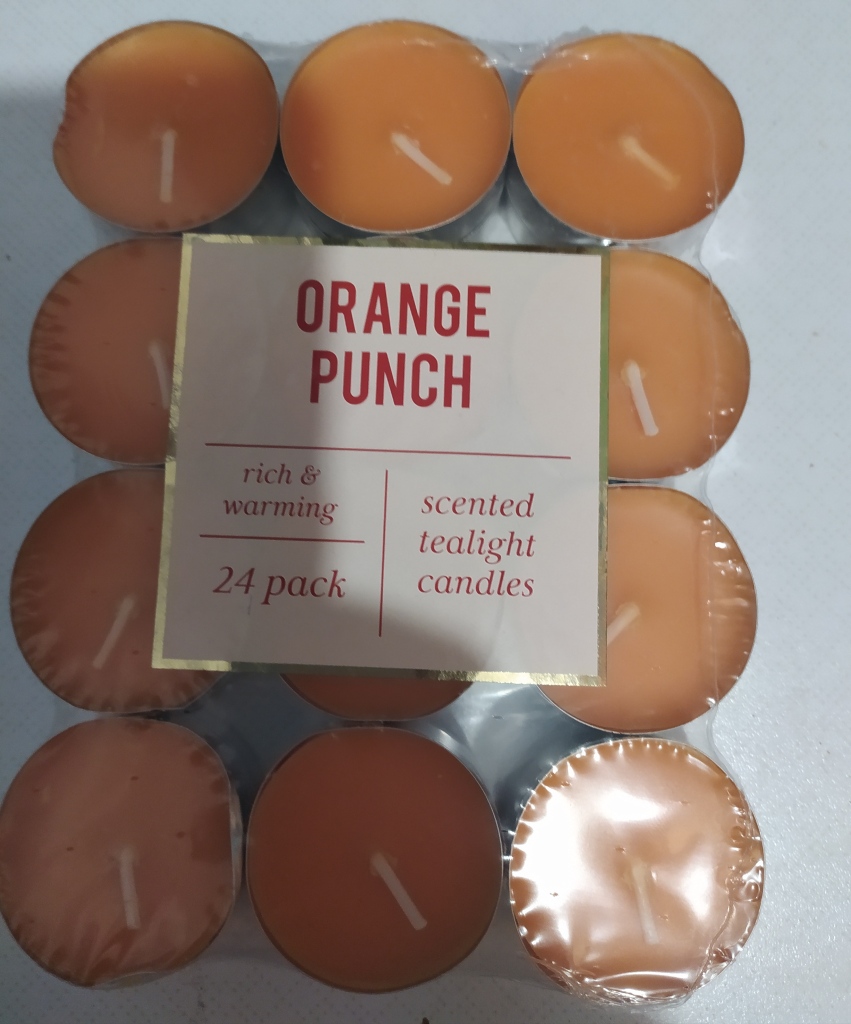 ORANGE
PUNCH
rich &
warming
24 pack
scented
tealight
candles